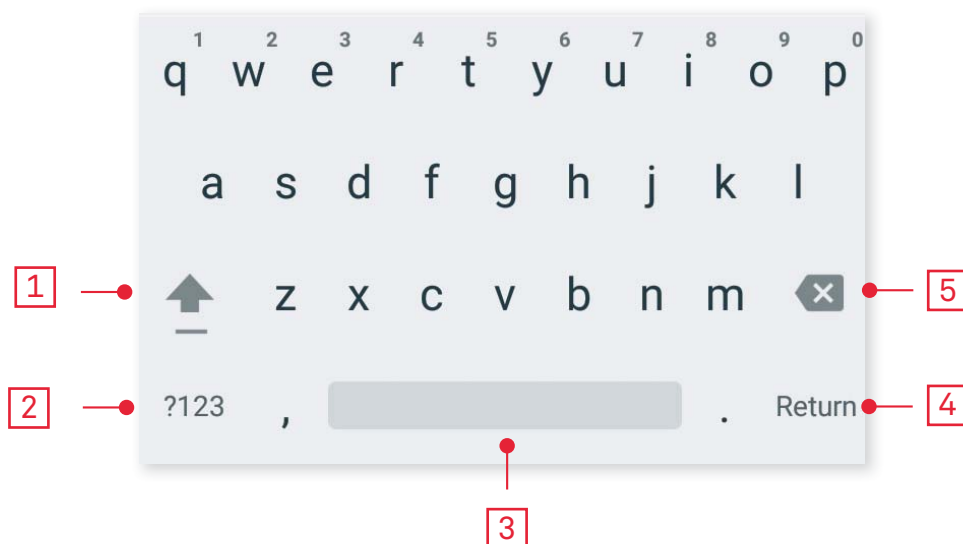 1 2 3 4 5 6 7 8 9 0
q w e r t y u i o p
a s d f g h j k l
1 z x c v b n m 5
2 ?123 , . Return 4
3